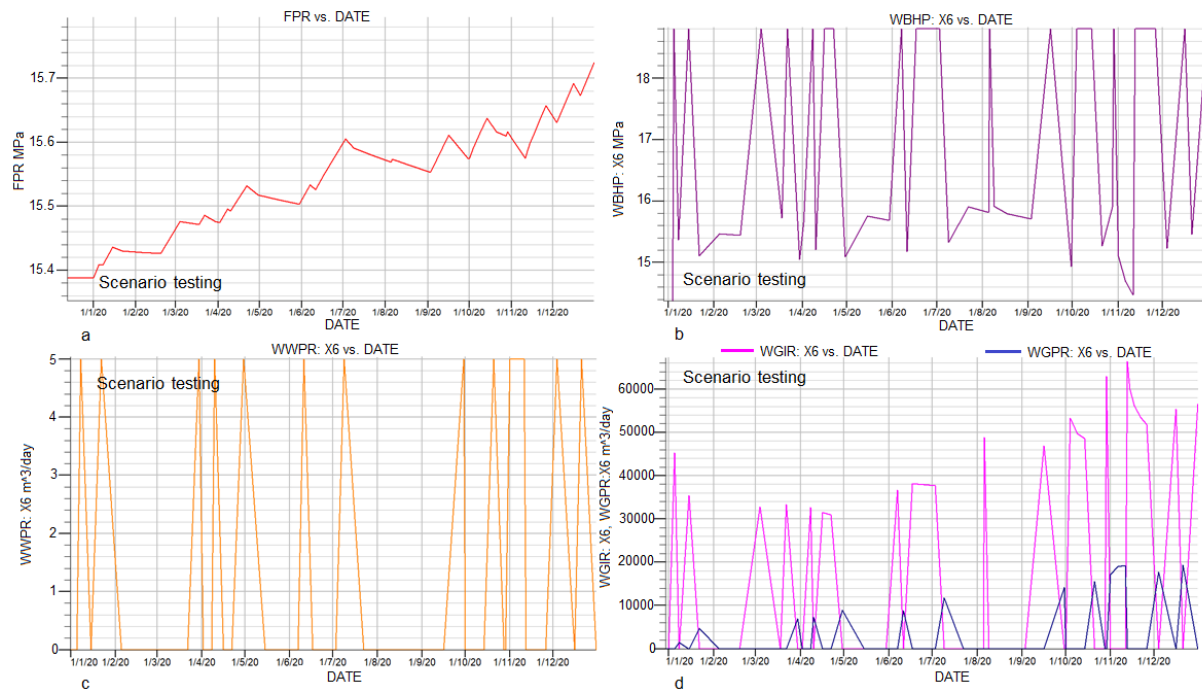 FPR vs. DATE
15.7
15.6
15.5
15.4
FPR MPa
Scenario testing
1/1/20 1/2/20 1/3/20 1/4/20 1/5/20 1/6/20 1/7/20 1/8/20 1/9/20 1/10/20 1/11/20 1/12/20
DATE
a
WBHP: X6 vs. DATE
18
17
16
15
WBHP: X6 MPa
Scenario testing
1/1/20 1/2/20 1/3/20 1/4/20 1/5/20 1/6/20 1/7/20 1/8/20 1/9/20 1/10/20 1/11/20 1/12/20
DATE
b
WWPR: X6 vs. DATE
Scenario testing
5
4
3
2
1
0
WWPR: X6 m^3/day
1/1/20 1/2/20 1/3/20 1/4/20 1/5/20 1/6/20 1/7/20 1/8/20 1/9/20 1/10/20 1/11/20 1/12/20
DATE
c
WGIR: X6 vs. DATE WGPR: X6 vs. DATE
Scenario testing
60000
50000
40000
30000
20000
10000
0
WGIR: X6, WGPR:X6 m^3/day
1/1/20 1/2/20 1/4/20 1/5/20 1/6/20 1/7/20 1/9/20 1/10/20 1/11/20 1/12/20
DATE
d